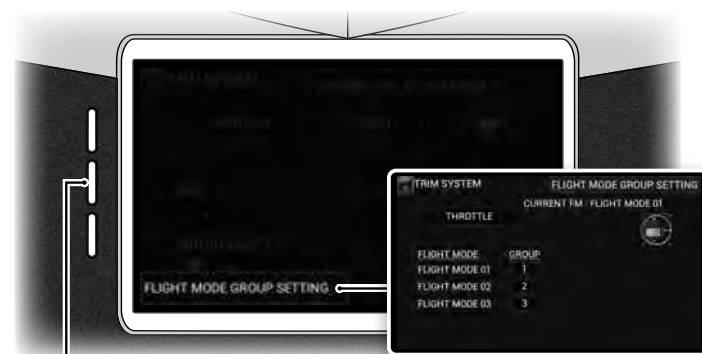 FLIGHT MODE GROUP SETTING
TRIM SYSTEM FLIGHT MODE GROUP SETTING
CURRENT FM : FLIGHT MODE 01
THROTTLE
FLIGHT MODE GROUP
FLIGHT MODE 01 1
FLIGHT MODE 02 2
FLIGHT MODE 03 3